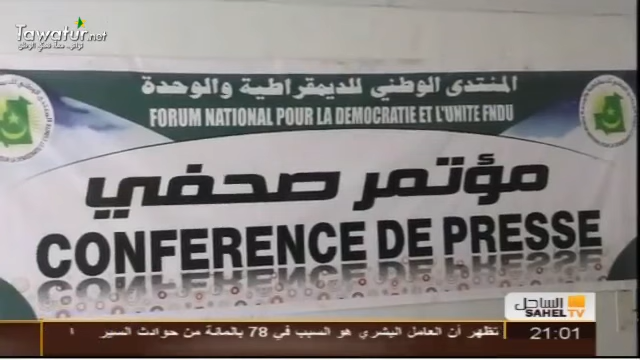 Tawatur.net
المنتدى الوطني للديمقراطية والوحدة
FORUM NATIONAL POUR LA DEMOCRATIE ET L'UNITE FNDU
مؤتمر صحفي
CONFERENCE DE PRESSE
الساحل
SAHEL TV
تظهر أن العامل البشري هو السبب في 78 بالمائة من حوادث السير
21:01